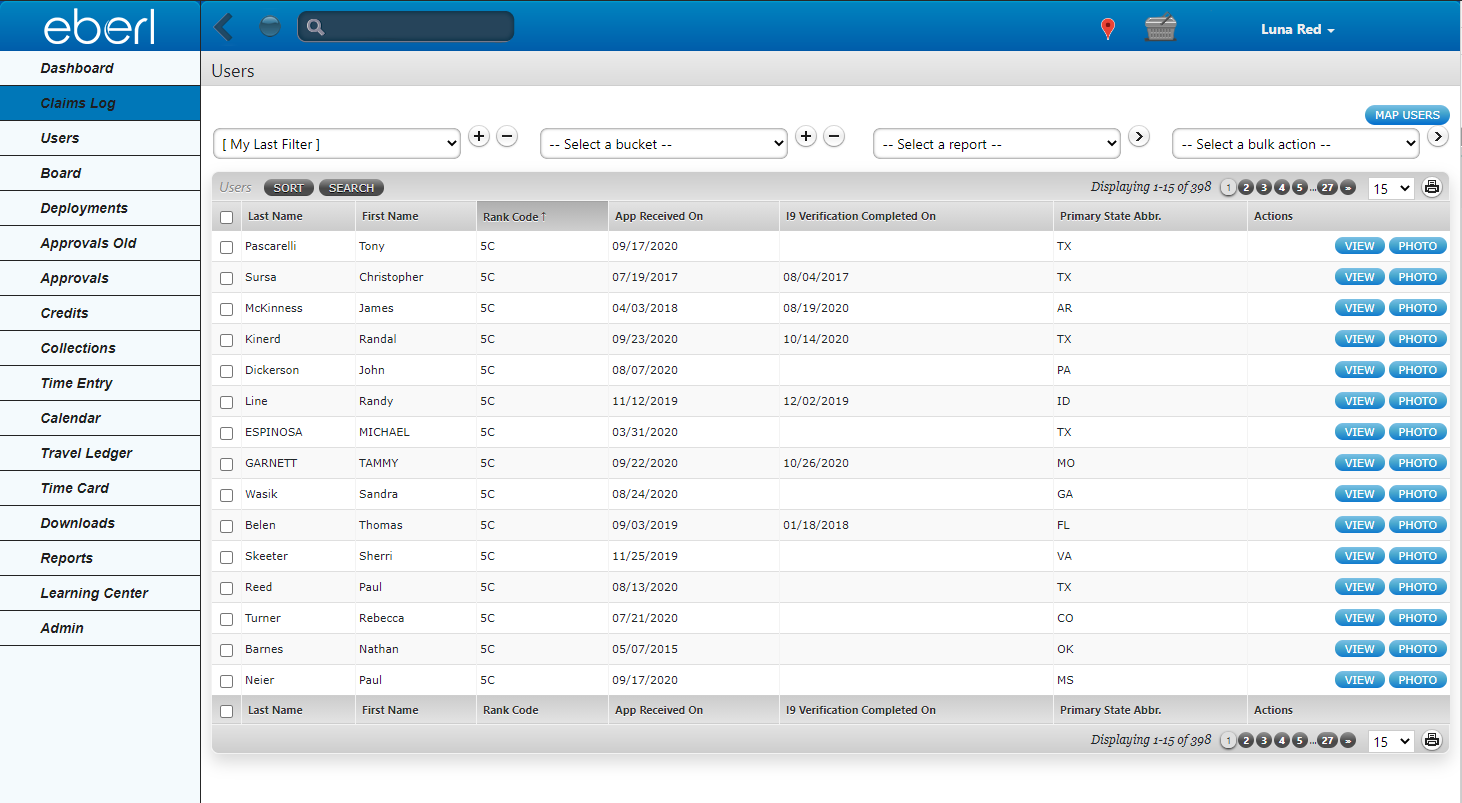 eberl
Luna Red
Dashboard
Claims Log
Users
Board
Deployments
Approvals Old
Approvals
Credits
Collections
Time Entry
Calendar
Travel Ledger
Time Card
Downloads
Reports
Learning Center
Admin
Users
MAP USERS
[ My Last Filter ] -- Select a bucket -- -- Select a report -- -- Select a bulk action --
Users SORT SEARCH Displaying 1-15 of 398 1 2 3 4 5 ... 27 » 15
Last Name First Name Rank Code ↑ App Received On I9 Verification Completed On Primary State Abbr. Actions
Pascarelli Tony 5C 09/17/2020 TX VIEW PHOTO
Sursa Christopher 5C 07/19/2017 08/04/2017 TX VIEW PHOTO
McKinness James 5C 04/03/2018 08/19/2020 AR VIEW PHOTO
Kinerd Randal 5C 09/23/2020 10/14/2020 TX VIEW PHOTO
Dickerson John 5C 08/07/2020 PA VIEW PHOTO
Line Randy 5C 11/12/2019 12/02/2019 ID VIEW PHOTO
ESPINOSA MICHAEL 5C 03/31/2020 TX VIEW PHOTO
GARNETT TAMMY 5C 09/22/2020 10/26/2020 MO VIEW PHOTO
Wasik Sandra 5C 08/24/2020 GA VIEW PHOTO
Belen Thomas 5C 09/03/2019 01/18/2018 FL VIEW PHOTO
Skeeter Sherri 5C 11/25/2019 VA VIEW PHOTO
Reed Paul 5C 08/13/2020 TX VIEW PHOTO
Turner Rebecca 5C 07/21/2020 CO VIEW PHOTO
Barnes Nathan 5C 05/07/2015 OK VIEW PHOTO
Neier Paul 5C 09/17/2020 MS VIEW PHOTO
Last Name First Name Rank Code App Received On I9 Verification Completed On Primary State Abbr. Actions
Displaying 1-15 of 398 1 2 3 4 5 ... 27 » 15